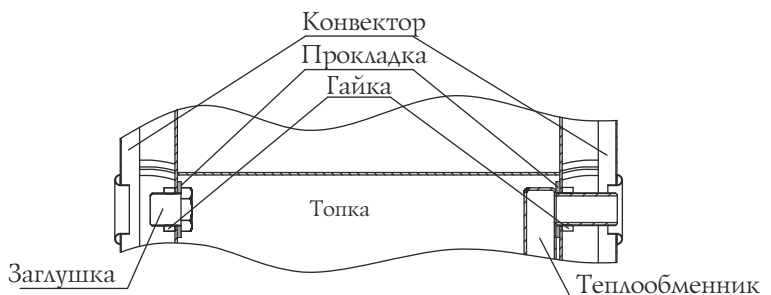 Конвектор
Прокладка
Гайка
Топка
Заглушка
Теплообменник